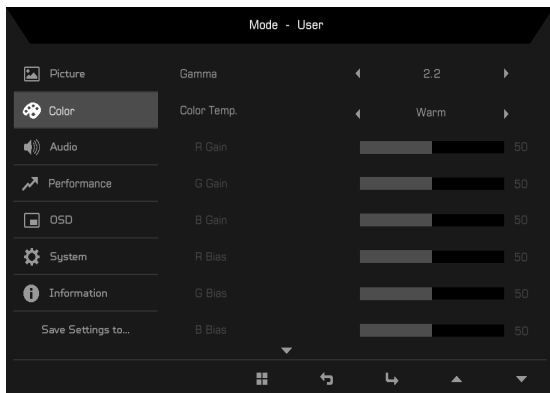 Mode - User
Picture
Gamma 2.2
Color
Color Temp. Warm
Audio
R Gain 50
Performance
G Gain 50
OSD
B Gain 50
System
R Bias 50
Information
G Bias 50
Save Settings to...
B Bias 50